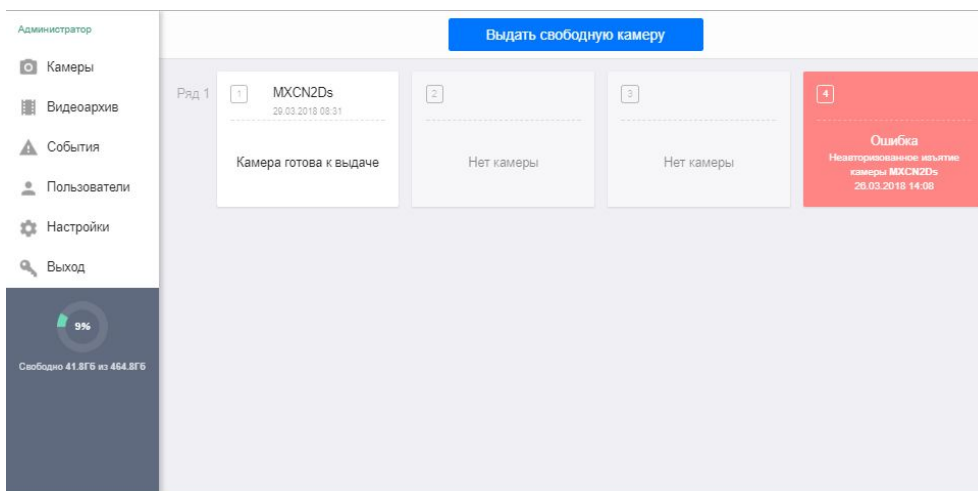 Администратор
Камеры
Видеоархив
События
Пользователи
Настройки
Выход
9%
Свободно 41.8Гб из 464.8Гб
Выдать свободную камеру
Ряд 1
1
MXCN2Ds
29.03.2018 08:31
Камера готова к выдаче
2
Нет камеры
3
Нет камеры
4
Ошибка
Неавторизованное изъятие
камеры MXCN2Ds
26.03.2018 14:08